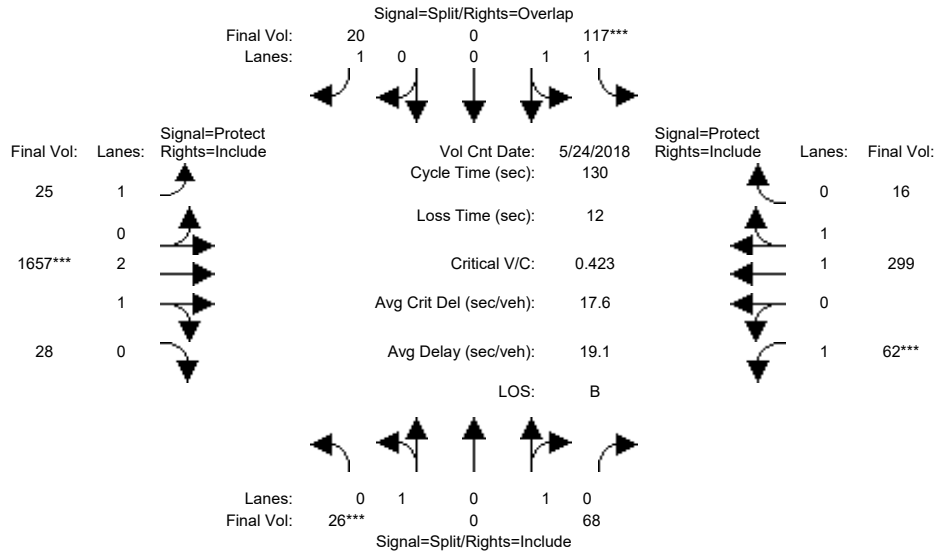 Signal=Split/Rights=Overlap
Final Vol: 20 0 117***
Lanes: 1 0 0 1 1
Signal=Protect Signal=Protect
Final Vol: Lanes: Rights=Include Vol Cnt Date: 5/24/2018 Rights=Include Lanes: Final Vol:
Cycle Time (sec): 130
25 1 0 16
Loss Time (sec): 12
0 1
1657*** 2 Critical V/C: 0.423 1 299
1 Avg Crit Del (sec/veh): 17.6 0
28 0 Avg Delay (sec/veh): 19.1 1 62***
LOS: B
Lanes: 0 1 0 1 0
Final Vol: 26*** 0 68
Signal=Split/Rights=Include